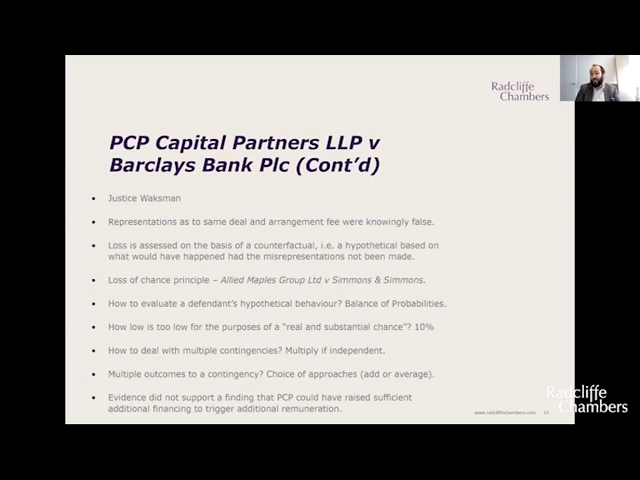 Radcliffe
Chambers
PCP Capital Partners LLP v
Barclays Bank Plc (Cont’d)
• Justice Waksman
• Representations as to same deal and arrangement fee were knowingly false.
• Loss is assessed on the basis of a counterfactual, i.e. a hypothetical based on
what would have happened had the misrepresentations not been made.
• Loss of chance principle – Allied Maples Group Ltd v Simmons & Simmons.
• How to evaluate a defendant’s hypothetical behaviour? Balance of Probabilities.
• How low is too low for the purposes of a “real and substantial chance”? 10%
• How to deal with multiple contingencies? Multiply if independent.
• Multiple outcomes to a contingency? Choice of approaches (add or average).
• Evidence did not support a finding that PCP could have raised sufficient
additional financing to trigger additional remuneration.
www.radcliffechambers.com 13
Radcliffe
Chambers